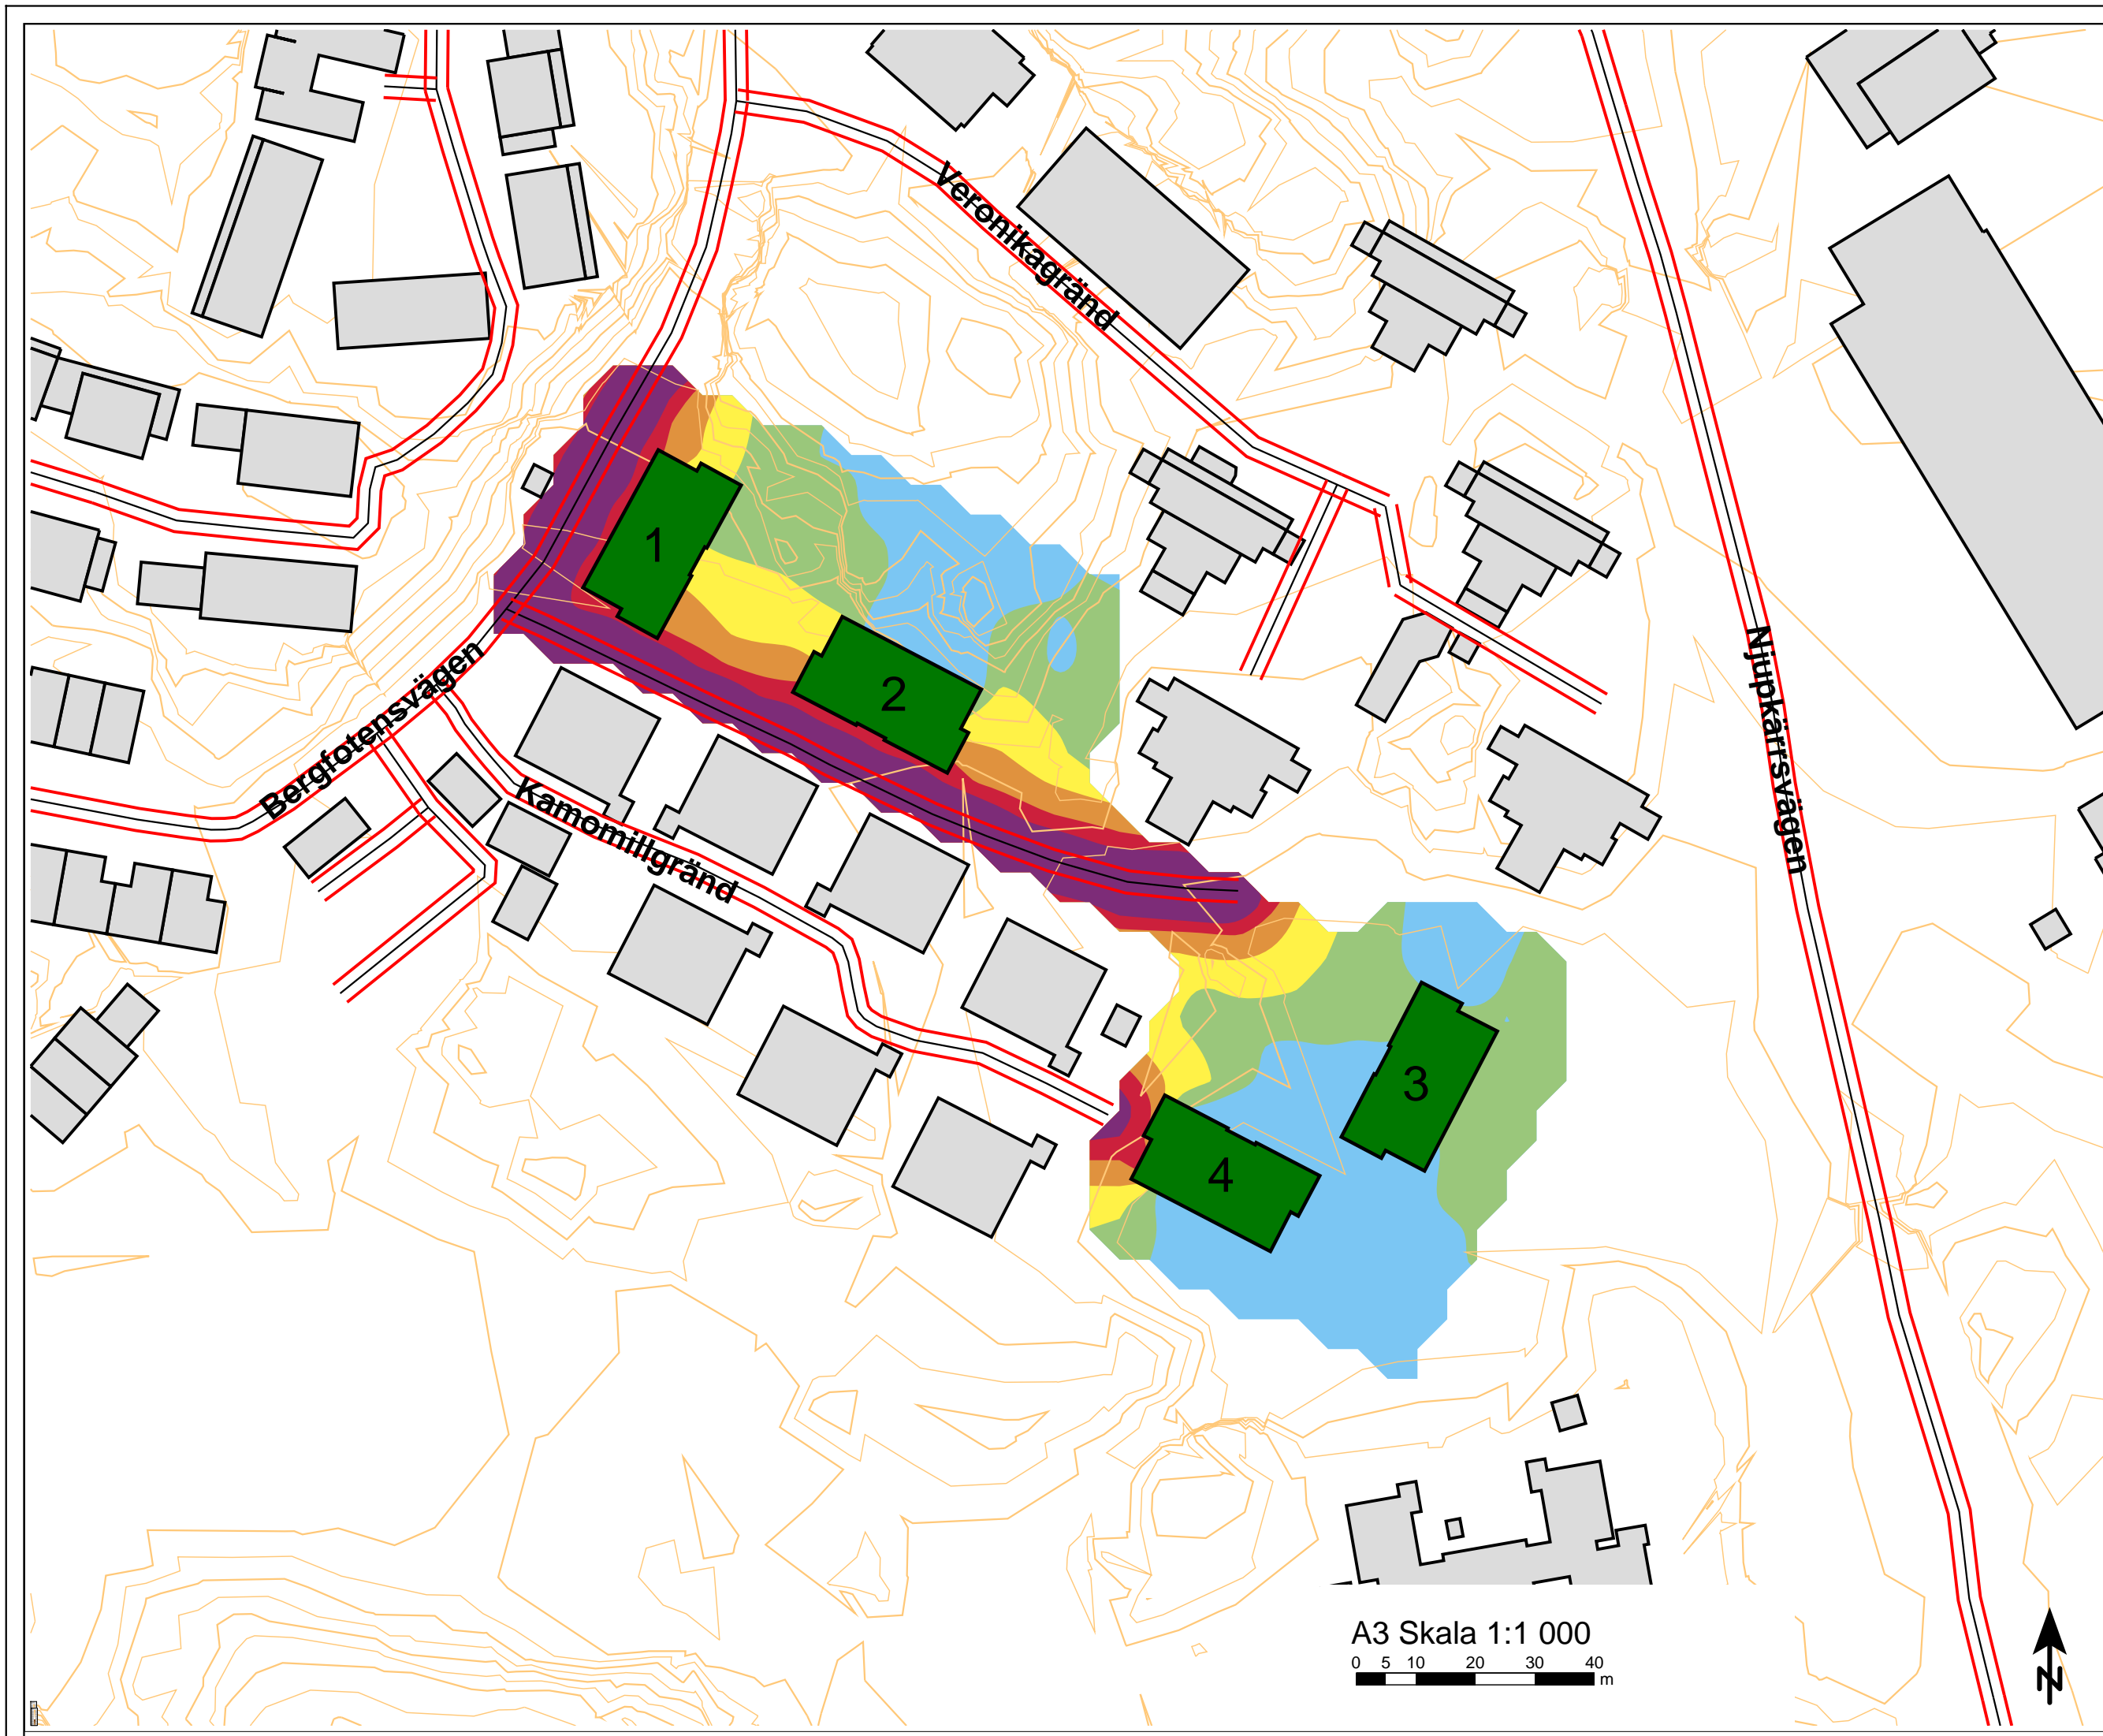 Veronikagränd
1
2
Bergfotensvägen
Njupkärrsvägen
Kamomillgränd
3
4
A3 Skala 1:1 000
0 5 10 20 30 40
m
N